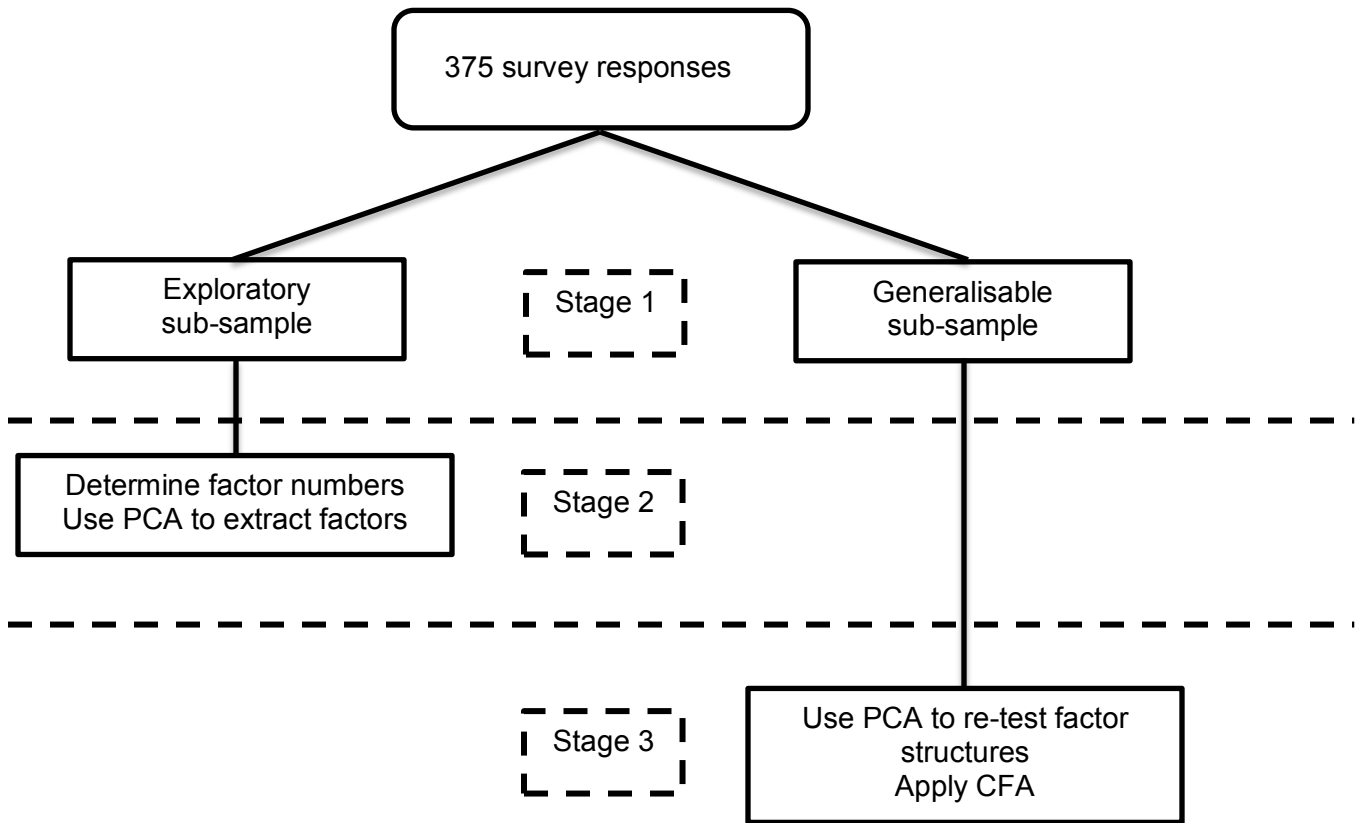 375 survey responses
Exploratory
sub-sample
Stage 1
Generalisable
sub-sample
Determine factor numbers
Use PCA to extract factors
Stage 2
Stage 3
Use PCA to re-test factor
structures
Apply CFA